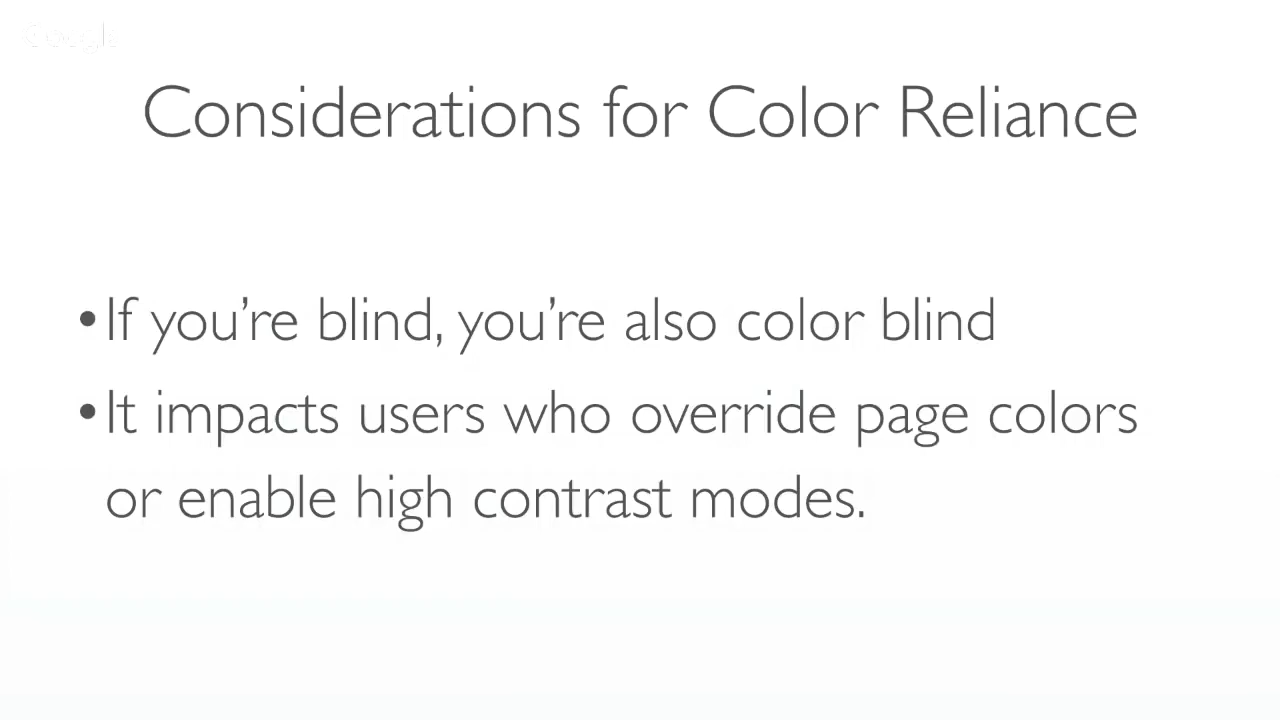 Considerations for Color Reliance
•If you’re blind, you’re also color blind
•It impacts users who override page colors
or enable high contrast modes.